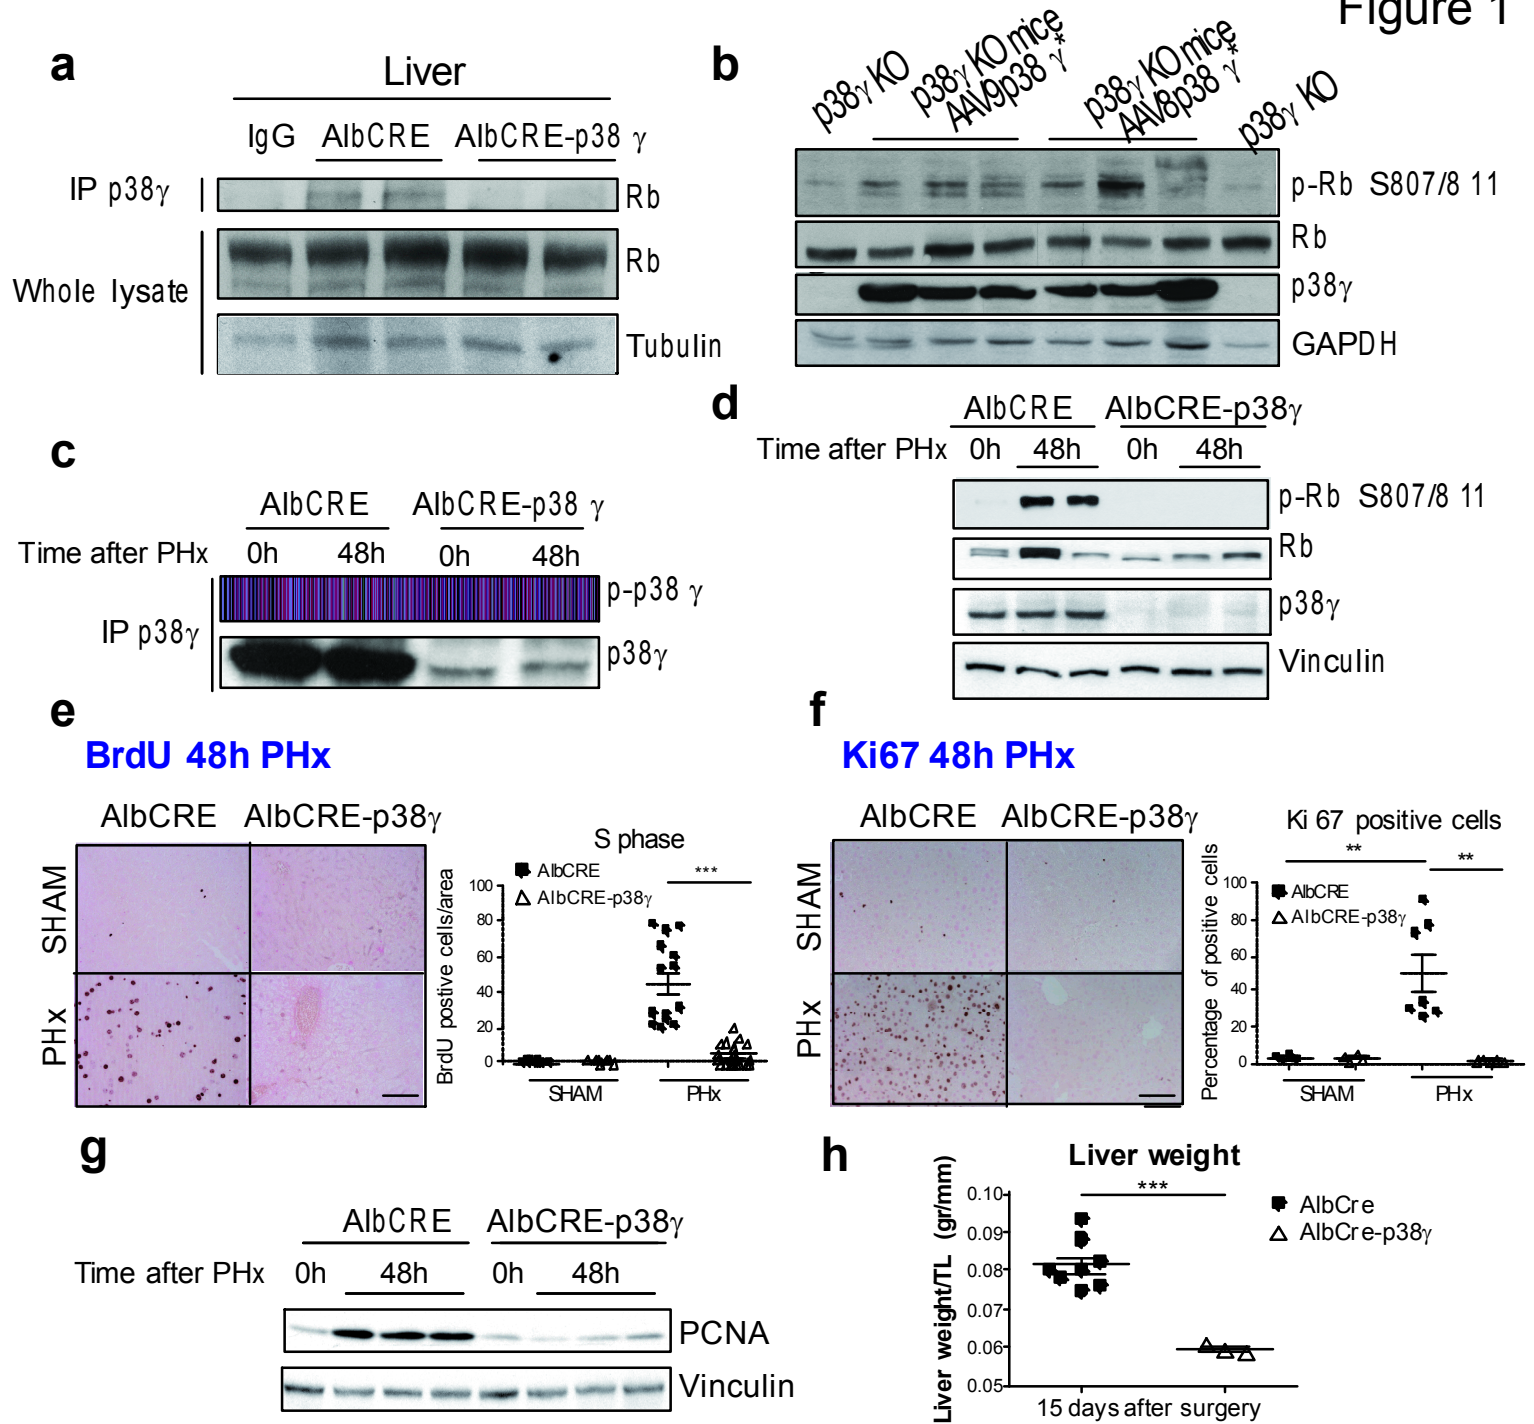 Figure 1
a
Liver
IgG AlbCRE AlbCRE-p38 γ
IP p38γ
Rb
Whole lysate
Rb
Tubulin
b
p38γ KO
p38γ KO mice
AAV9p38 γ*
p38γ KO mice
AAV8p38 γ*
p38γ KO
p-Rb S807/8 11
Rb
p38γ
GAPDH
c
AlbCRE AlbCRE-p38 γ
Time after PHx 0h 48h 0h 48h
IP p38γ
p-p38 γ
p38γ
d
AlbCRE AlbCRE-p38γ
Time after PHx 0h 48h 0h 48h
p-Rb S807/8 11
Rb
p38γ
Vinculin
e
BrdU 48h PHx
AlbCRE AlbCRE-p38γ
SHAM
PHx
S phase
AlbCRE
AlbCRE-p38γ
***
BrdU postive cells/area
100
80
60
40
20
0
SHAM PHx
f
Ki67 48h PHx
AlbCRE AlbCRE-p38γ
SHAM
PHx
Ki 67 positive cells
** **
AlbCRE
AlbCRE-p38γ
Percentage of positive cells
100
80
60
40
20
0
SHAM PHx
g
AlbCRE AlbCRE-p38γ
Time after PHx 0h 48h 0h 48h
PCNA
Vinculin
h
Liver weight
***
AlbCre
AlbCre-p38γ
Liver weight/TL (gr/mm)
0.10
0.09
0.08
0.07
0.06
0.05
15 days after surgery